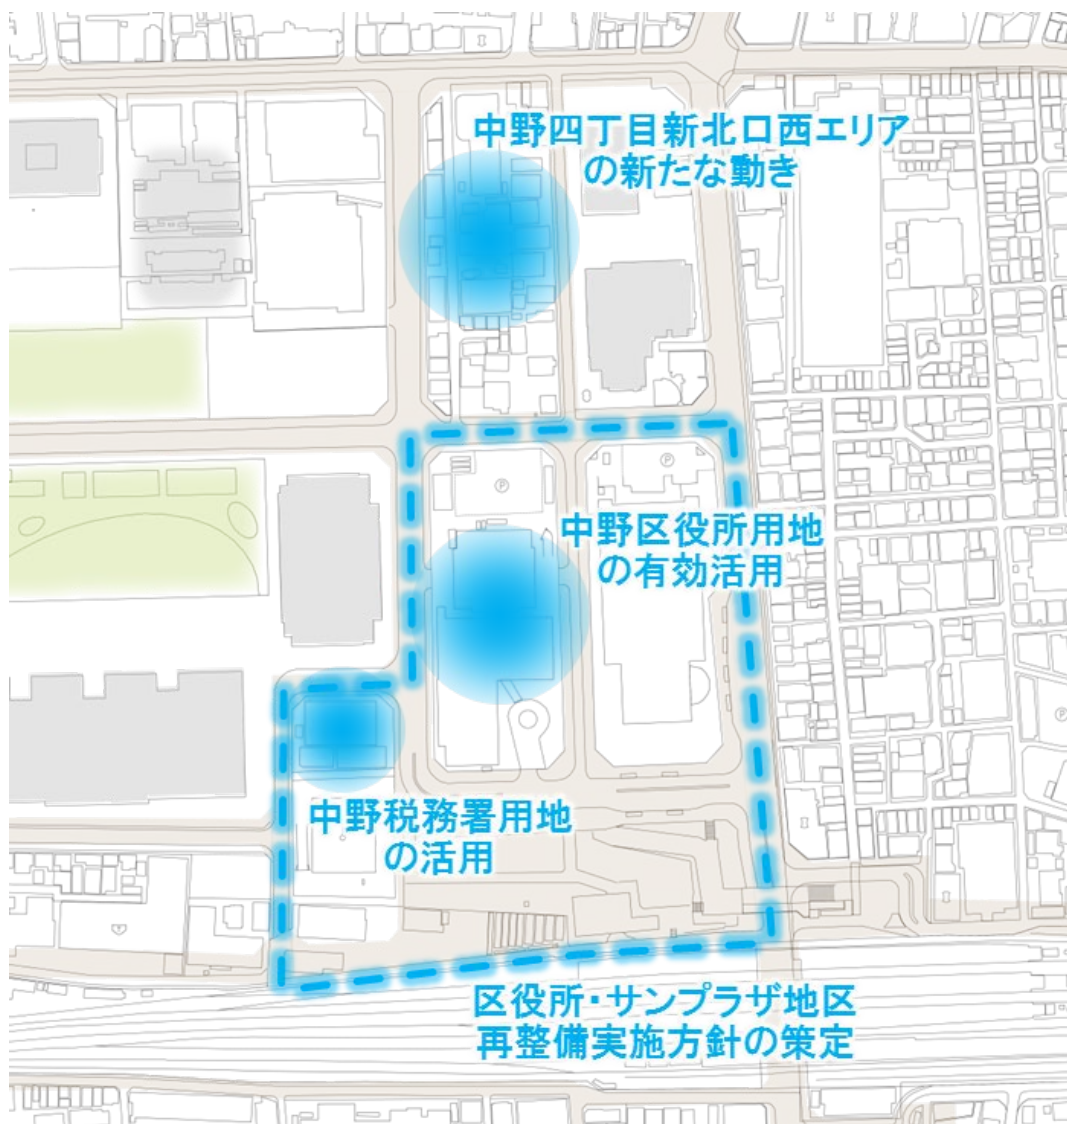 中野四丁目新北口西エリア
の新たな動き
Ⓟ
Ⓟ
中野区役所用地
の有効活用
Ⓟ
中野税務署用地
の活用
区役所・サンプラザ地区
再整備実施方針の策定